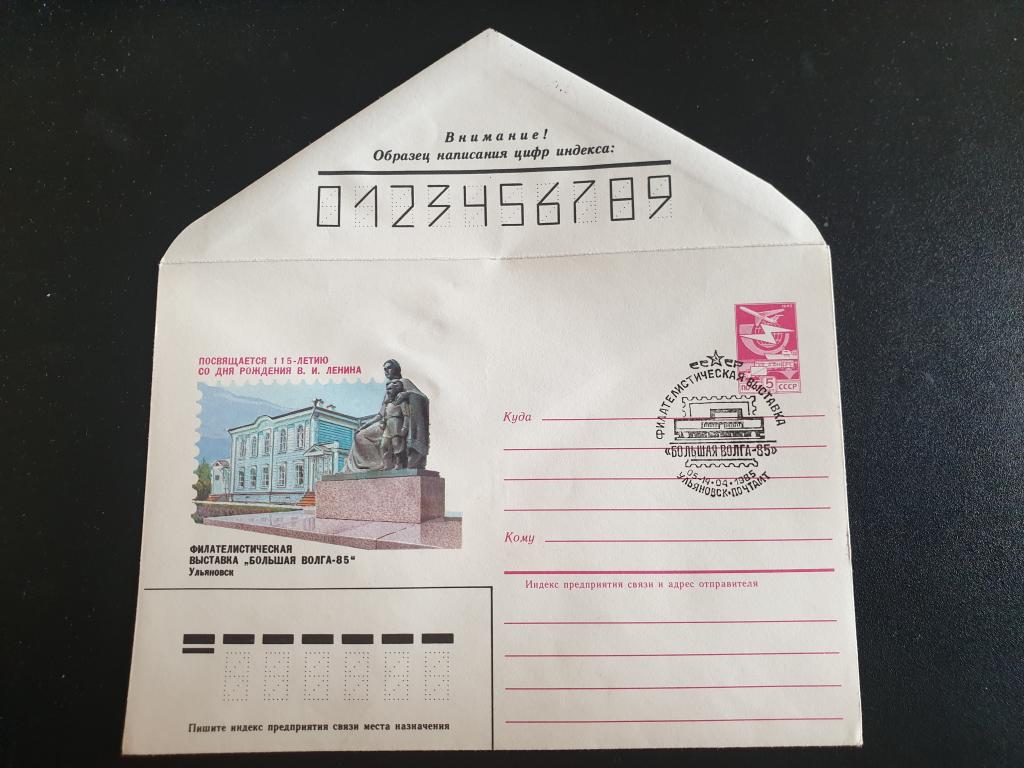 Внимание!
Образец написания цифр индекса:
0123456789
ПОСВЯЩАЕТСЯ 115-ЛЕТИЮ
СО ДНЯ РОЖДЕНИЯ В. И. ЛЕНИНА
ФИЛАТЕЛИСТИЧЕСКАЯ
ВЫСТАВКА „БОЛЬШАЯ ВОЛГА-85“
Ульяновск
5
СССР
СССР
ФИЛАТЕЛИСТИЧЕСКАЯ ВЫСТАВКА
«БОЛЬШАЯ ВОЛГА-85»
05-14•04•1985
УЛЬЯНОВСК•ПОЧТАМТ
Куда
Кому
Индекс предприятия связи и адрес отправителя
Пишите индекс предприятия связи места назначения